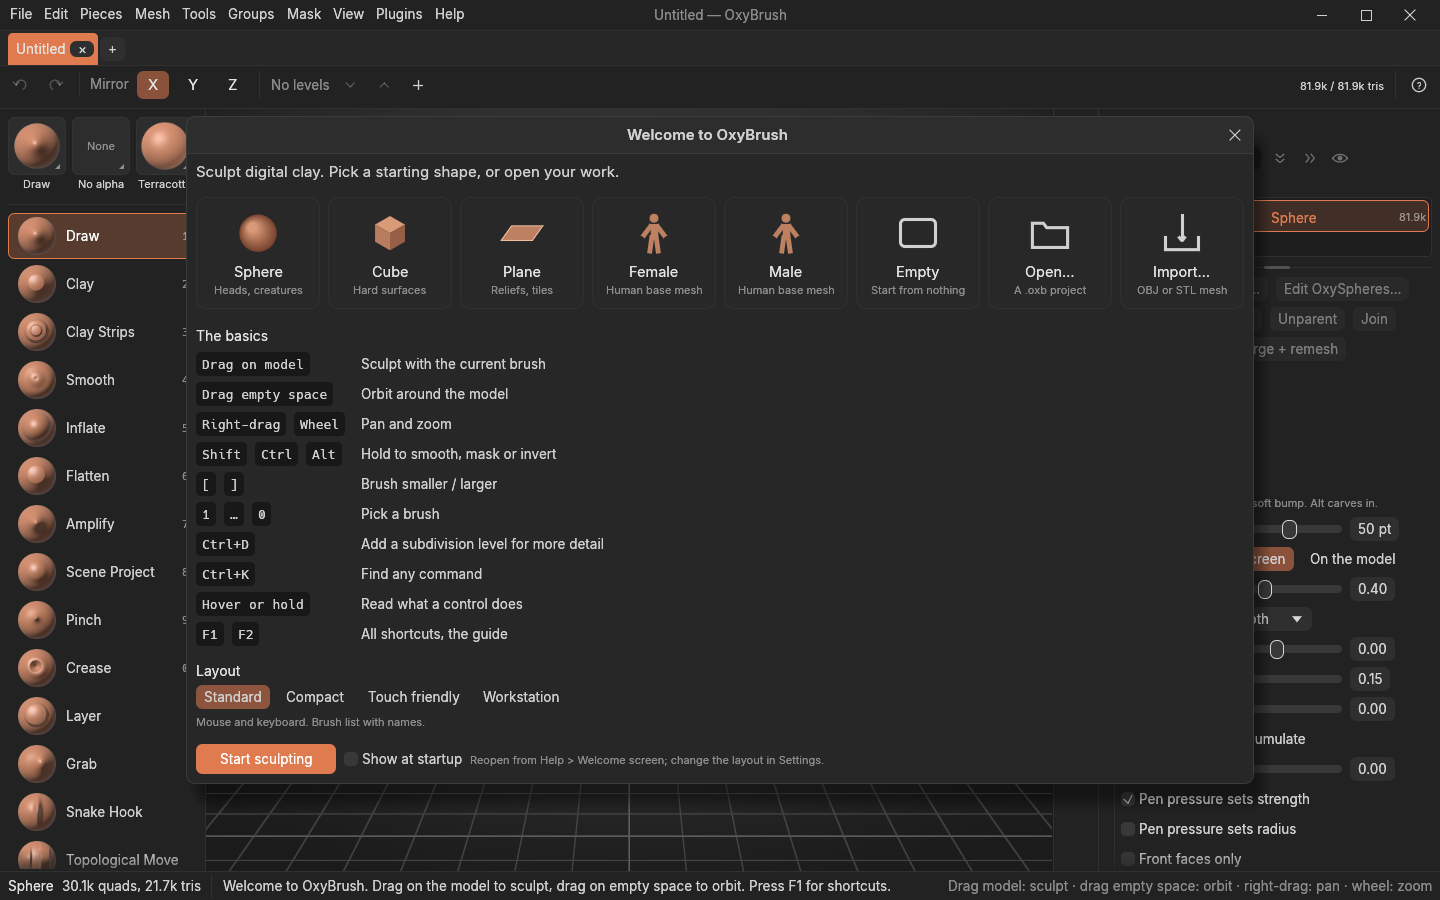 File Edit Pieces Mesh Tools Groups Mask View Plugins Help
Untitled — OxyBrush
Untitled
Mirror X Y Z No levels
81.9k / 81.9k tris
None
Draw No alpha Terracott
Draw 1
Clay 2
Clay Strips 3
Smooth 4
Inflate 5
Flatten 6
Amplify 7
Scene Project 8
Pinch 9
Crease 0
Layer
Grab
Snake Hook
Topological Move
Welcome to OxyBrush
Sculpt digital clay. Pick a starting shape, or open your work.
Sphere
Heads, creatures
Cube
Hard surfaces
Plane
Reliefs, tiles
Female
Human base mesh
Male
Human base mesh
Empty
Start from nothing
Open...
A .oxb project
Import...
OBJ or STL mesh
The basics
Drag on model Sculpt with the current brush
Drag empty space Orbit around the model
Right-drag Wheel Pan and zoom
Shift Ctrl Alt Hold to smooth, mask or invert
[ ] Brush smaller / larger
1 … 0 Pick a brush
Ctrl+D Add a subdivision level for more detail
Ctrl+K Find any command
Hover or hold Read what a control does
F1 F2 All shortcuts, the guide
Layout
Standard Compact Touch friendly Workstation
Mouse and keyboard. Brush list with names.
Start sculpting Show at startup Reopen from Help > Welcome screen; change the layout in Settings.
Sphere 81.9k
Edit OxySpheres...
Unparent Join
rge + remesh
soft bump. Alt carves in.
50 pt
creen On the model
0.40
oth
0.00
0.15
0.00
umulate
0.00
Pen pressure sets strength
Pen pressure sets radius
Front faces only
Sphere 30.1k quads, 21.7k tris
Welcome to OxyBrush. Drag on the model to sculpt, drag on empty space to orbit. Press F1 for shortcuts.
Drag model: sculpt · drag empty space: orbit · right-drag: pan · wheel: zoom